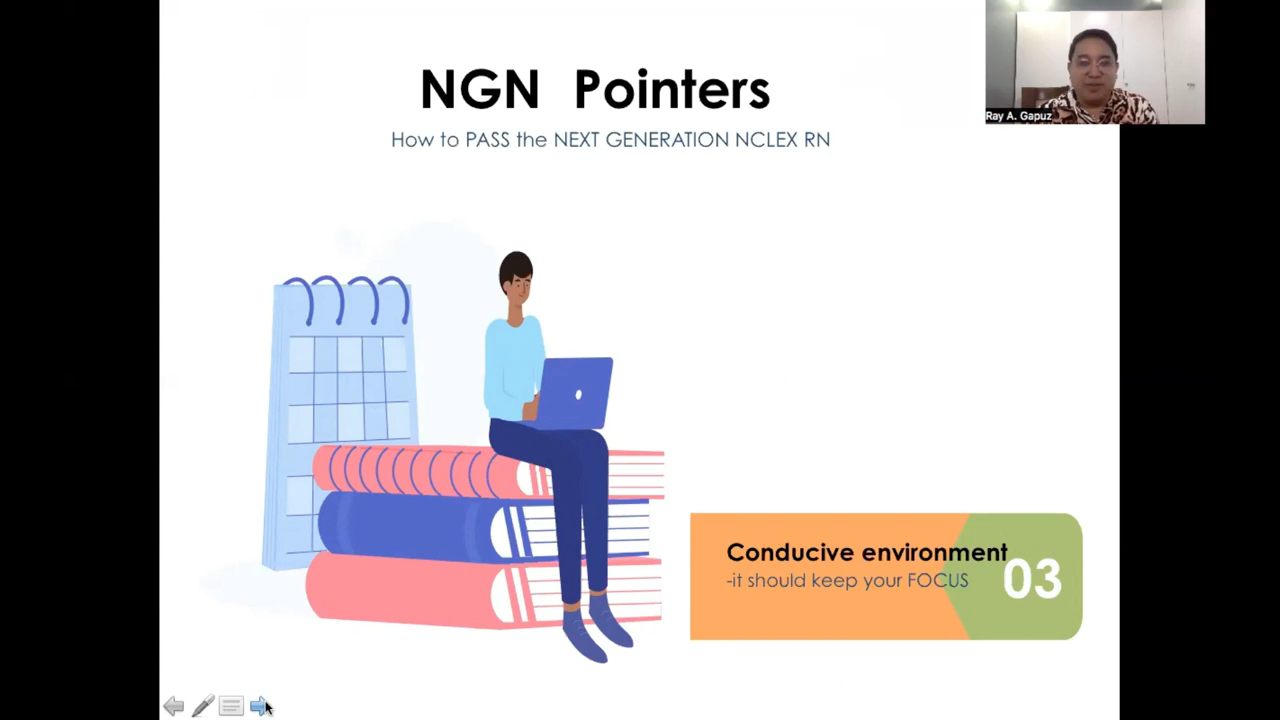 NGN Pointers
Ray A. Gapuz
How to PASS the NEXT GENERATION NCLEX RN
Conducive environment
-it should keep your FOCUS
03